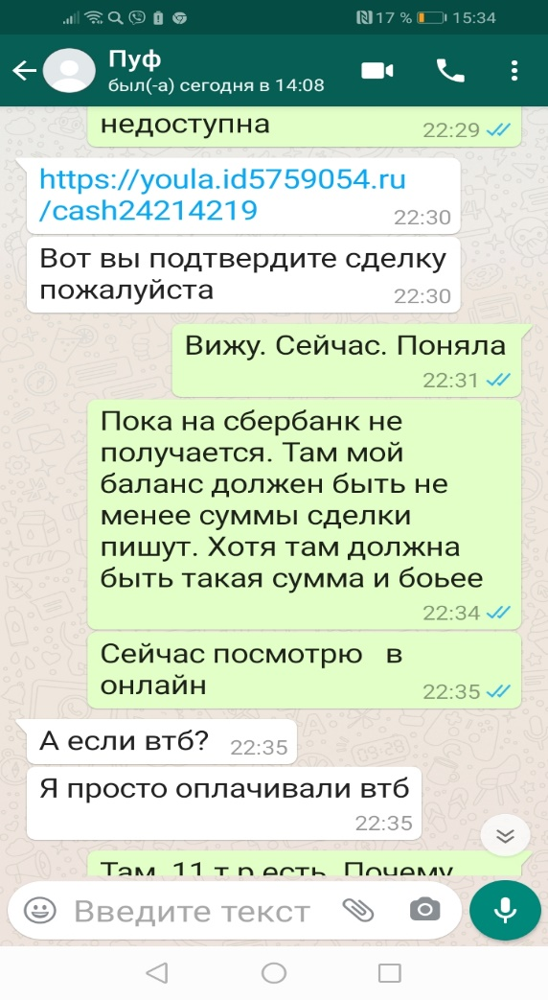 17 % 15:34
Пуф
был(-а) сегодня в 14:08
недоступна
22:29
https://youla.id5759054.ru
/cash24214219
22:30
Вот вы подтвердите сделку
пожалуйста
22:30
Вижу. Сейчас. Поняла
22:31
Пока на сбербанк не
получается. Там мой
баланс должен быть не
менее суммы сделки
пишут. Хотя там должна
быть такая сумма и боьее
22:34
Сейчас посмотрю в
онлайн
22:35
А если втб?
22:35
Я просто оплачивали втб
22:35
Там 11 т р есть Почему
Введите текст